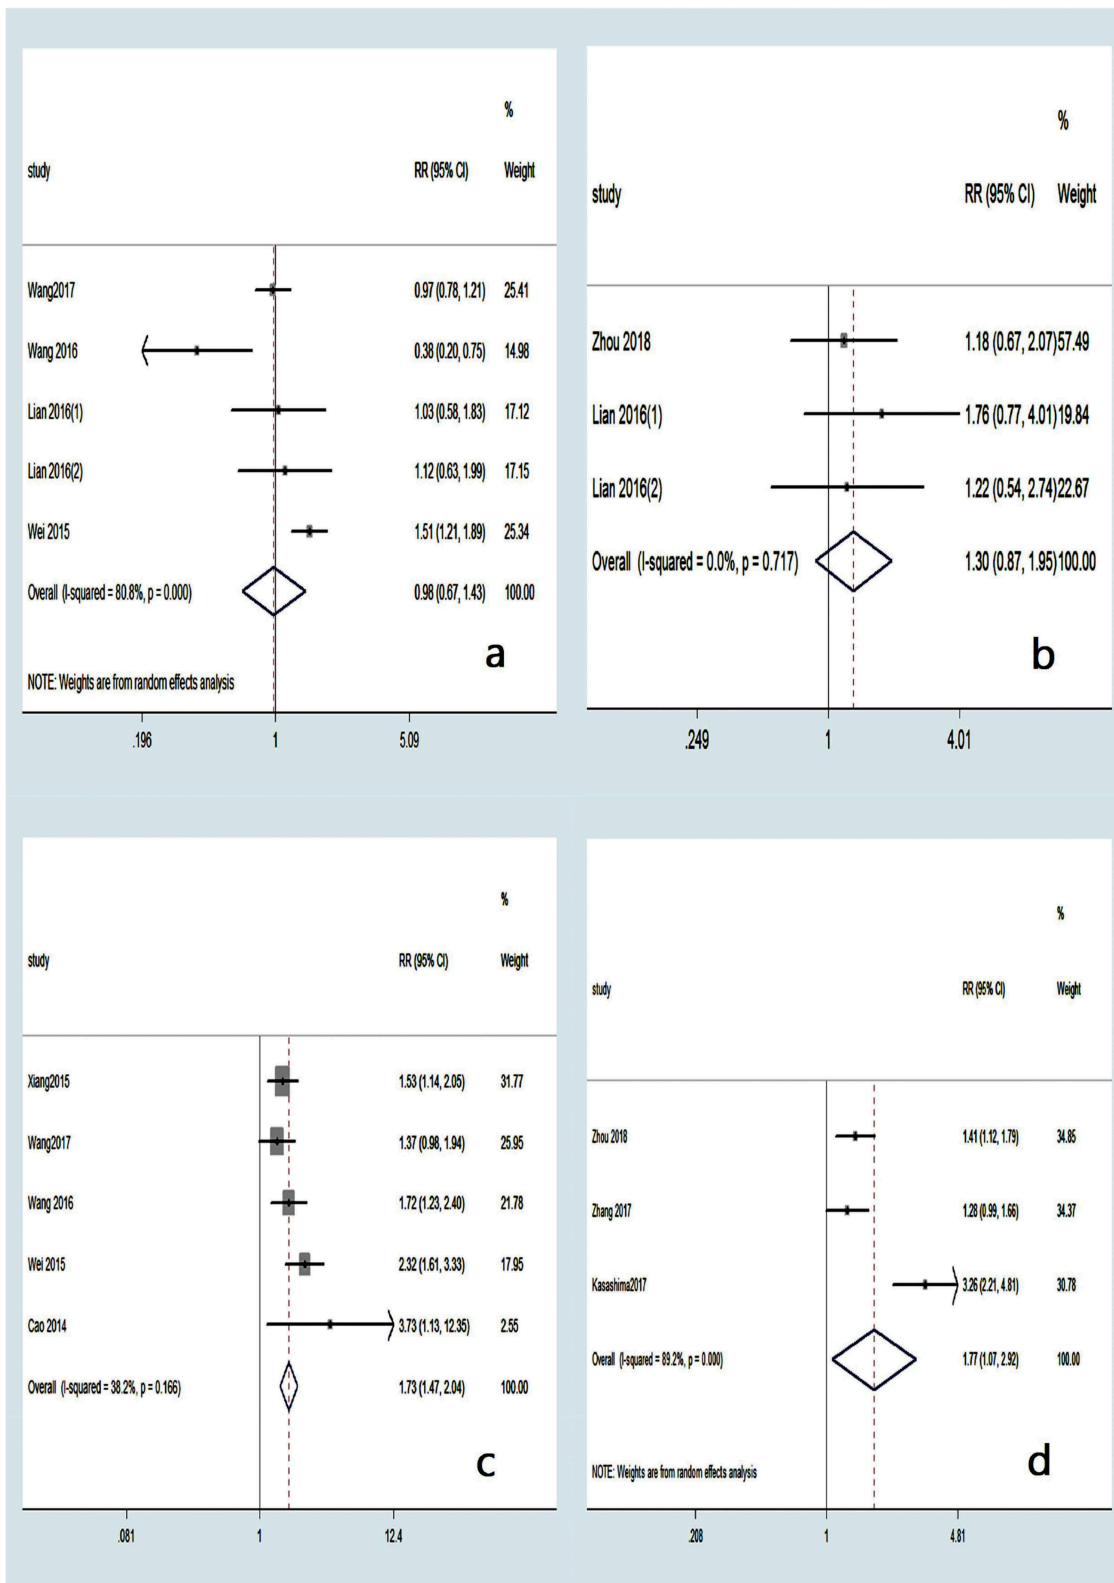 %
study RR (95% CI) Weight
Wang2017 0.97 (0.78, 1.21) 25.41
Wang 2016 0.38 (0.20, 0.75) 14.98
Lian 2016(1) 1.03 (0.58, 1.83) 17.12
Lian 2016(2) 1.12 (0.63, 1.99) 17.15
Wei 2015 1.51 (1.21, 1.89) 25.34
Overall (I-squared = 80.8%, p = 0.000) 0.98 (0.67, 1.43) 100.00
a
NOTE: Weights are from random effects analysis
.196 1 5.09
%
study RR (95% CI) Weight
Zhou 2018 1.18 (0.67, 2.07) 57.49
Lian 2016(1) 1.76 (0.77, 4.01) 19.84
Lian 2016(2) 1.22 (0.54, 2.74) 22.67
Overall (I-squared = 0.0%, p = 0.717) 1.30 (0.87, 1.95) 100.00
b
.249 1 4.01
%
study RR (95% CI) Weight
Xiang2015 1.53 (1.14, 2.05) 31.77
Wang2017 1.37 (0.98, 1.94) 25.95
Wang 2016 1.72 (1.23, 2.40) 21.78
Wei 2015 2.32 (1.61, 3.33) 17.95
Cao 2014 3.73 (1.13, 12.35) 2.55
Overall (I-squared = 38.2%, p = 0.166) 1.73 (1.47, 2.04) 100.00
c
.081 1 12.4
%
study RR (95% CI) Weight
Zhou 2018 1.41 (1.12, 1.79) 34.85
Zhang 2017 1.28 (0.99, 1.66) 34.37
Kasashima2017 3.26 (2.21, 4.81) 30.78
Overall (I-squared = 89.2%, p = 0.000) 1.77 (1.07, 2.92) 100.00
d
NOTE: Weights are from random effects analysis
.208 1 4.81